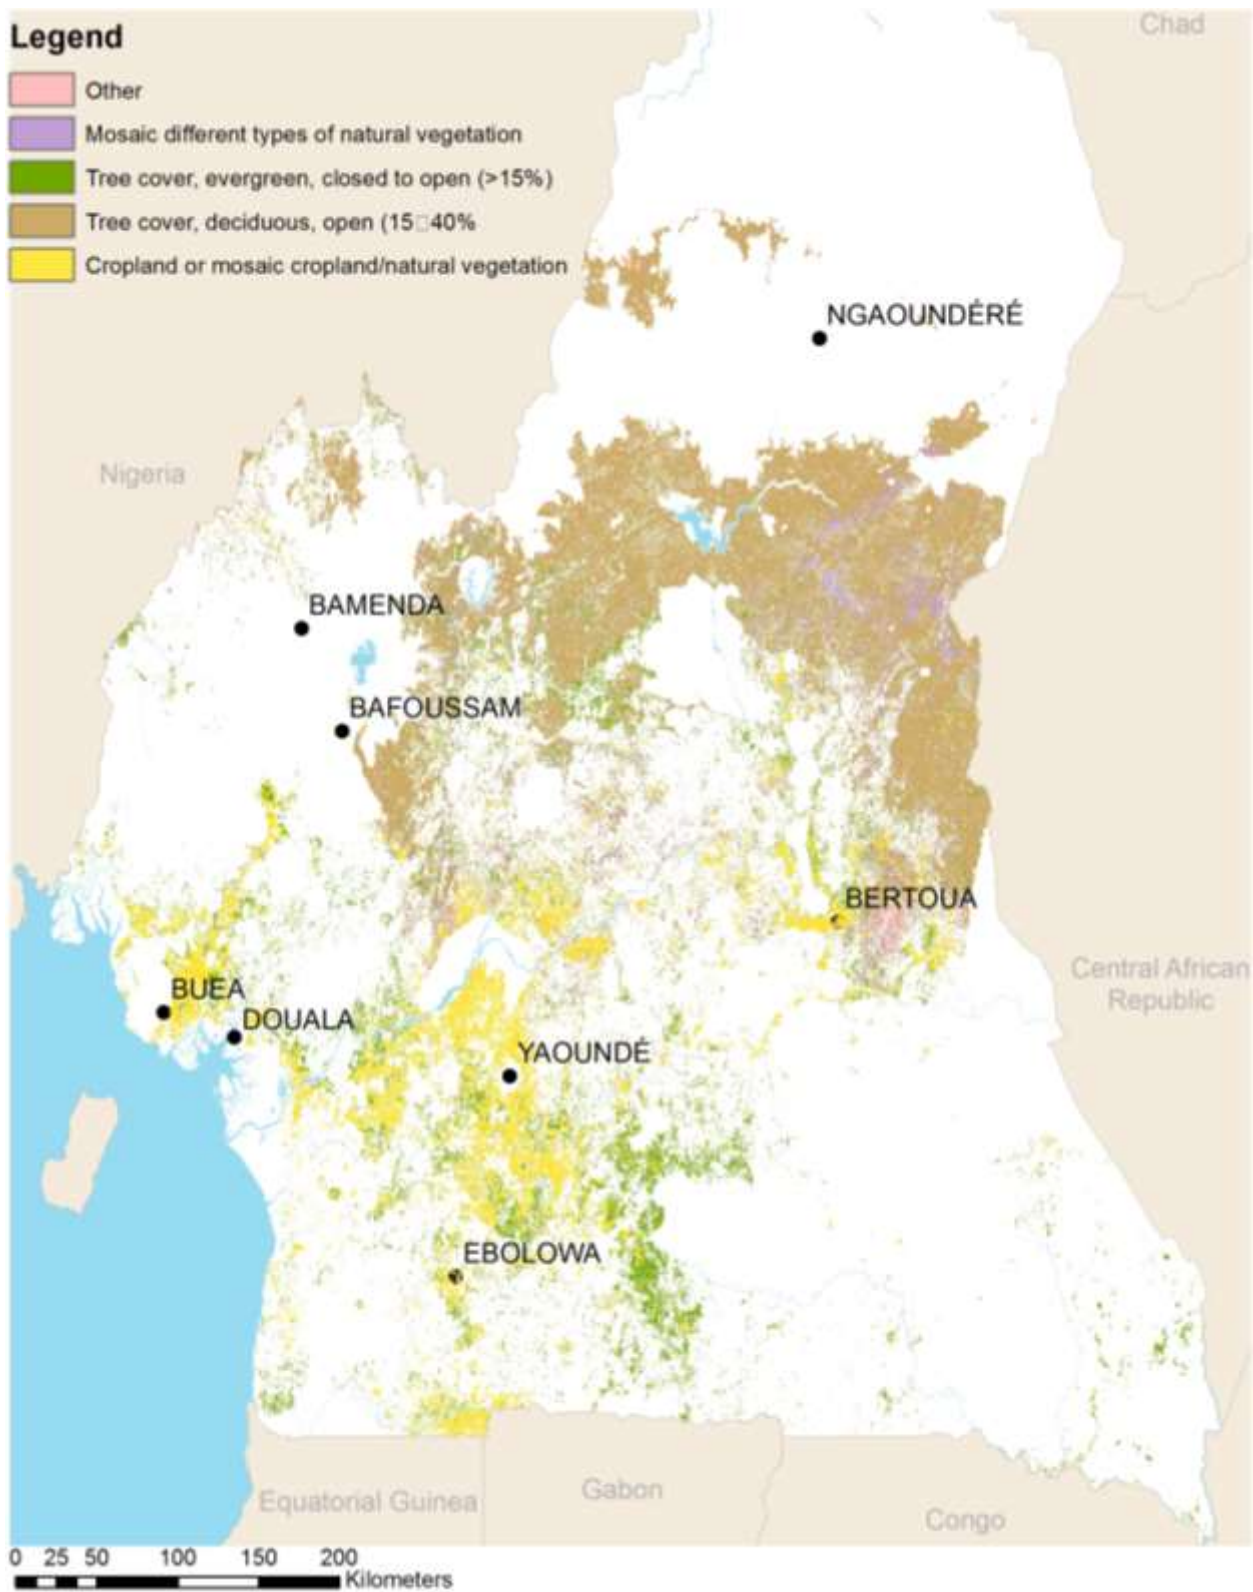 Legend
Other
Mosaic different types of natural vegetation
Tree cover, evergreen, closed to open (>15%)
Tree cover, deciduous, open (15□40%
Cropland or mosaic cropland/natural vegetation
Chad
NGAOUNDÉRÉ
Nigeria
BAMENDA
BAFOUSSAM
BERTOUA
Central African
Republic
BUEA
DOUALA
YAOUNDÉ
EBOLOWA
Equatorial Guinea
Gabon
Congo
0 25 50 100 150 200
Kilometers